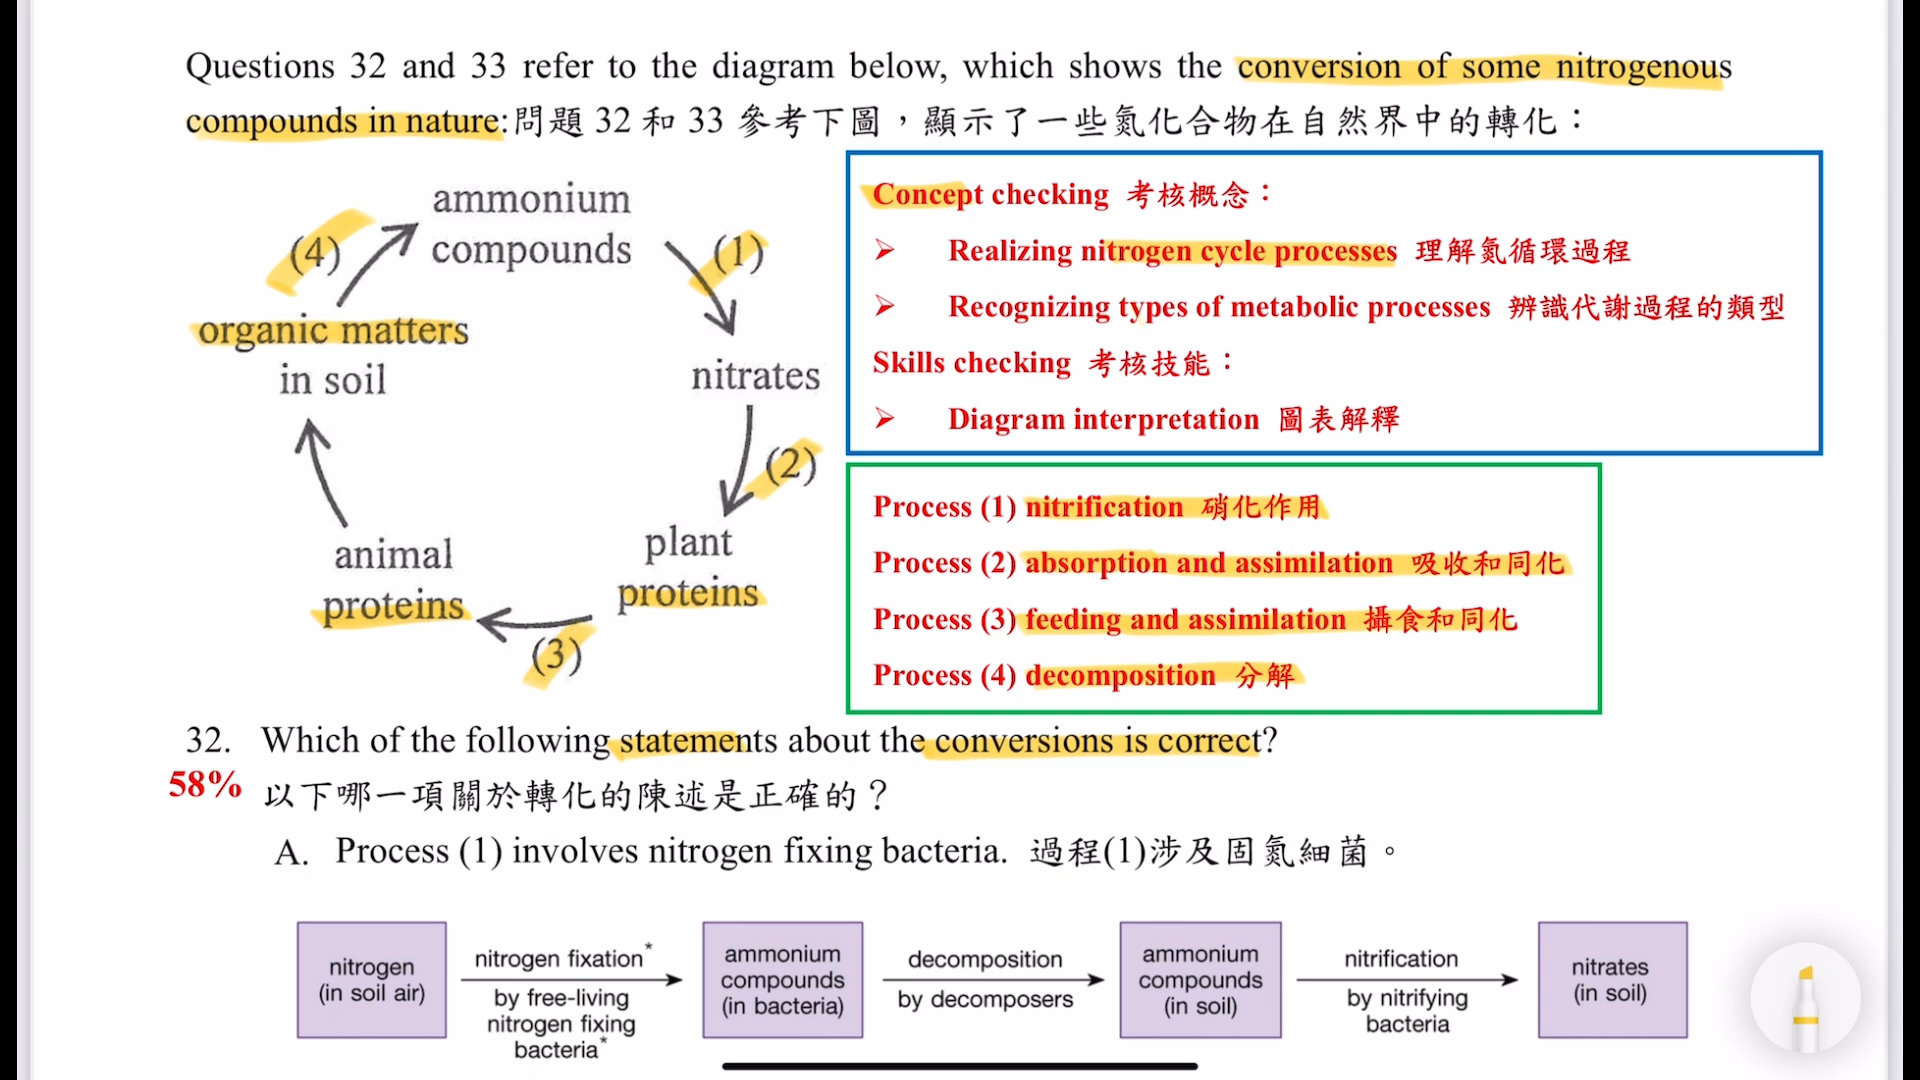 Questions 32 and 33 refer to the diagram below, which shows the conversion of some nitrogenous
compounds in nature:問題 32 和 33 參考下圖，顯示了一些氮化合物在自然界中的轉化：
ammonium
compounds
(4)
(1)
organic matters
in soil
nitrates
(2)
animal
proteins
plant
proteins
(3)
Concept checking 考核概念：
➢ Realizing nitrogen cycle processes 理解氮循環過程
➢ Recognizing types of metabolic processes 辨識代謝過程的類型
Skills checking 考核技能：
➢ Diagram interpretation 圖表解釋
Process (1) nitrification 硝化作用
Process (2) absorption and assimilation 吸收和同化
Process (3) feeding and assimilation 攝食和同化
Process (4) decomposition 分解
32. Which of the following statements about the conversions is correct?
58% 以下哪一項關於轉化的陳述是正確的？
A. Process (1) involves nitrogen fixing bacteria. 過程(1)涉及固氮細菌。
nitrogen
(in soil air)
nitrogen fixation*
by free-living
nitrogen fixing
bacteria*
ammonium
compounds
(in bacteria)
decomposition
by decomposers
ammonium
compounds
(in soil)
nitrification
by nitrifying
bacteria
nitrates
(in soil)